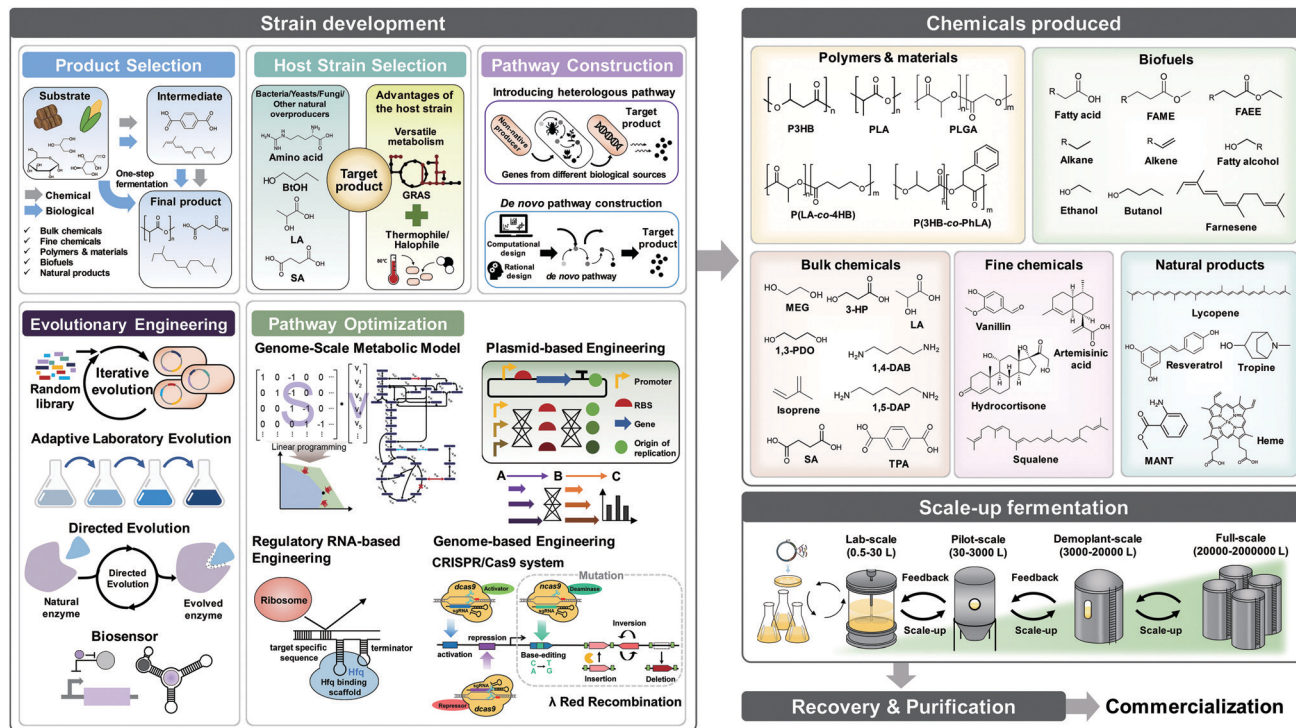 Strain development
Product Selection
Substrate
Intermediate
One-step
fermentation
Chemical
Biological
Final product
✓ Bulk chemicals
✓ Fine chemicals
✓ Polymers & materials
✓ Biofuels
✓ Natural products
Host Strain Selection
Bacteria/Yeasts/Fungi/
Other natural
overproducers
Amino acid
BtOH
LA
SA
Target
product
Advantages of
the host strain
Versatile
metabolism
GRAS
Thermophile/
Halophile
Pathway Construction
Introducing heterologous pathway
Non-native
producer
Target
product
Genes from different biological sources
De novo pathway construction
Computational
design
Rational
design
de novo pathway
Target
product
Evolutionary Engineering
Random
library
Iterative
evolution
Adaptive Laboratory Evolution
Directed Evolution
Natural
enzyme
Directed
Evolution
Evolved
enzyme
Biosensor
Pathway Optimization
Genome-Scale Metabolic Model
S • v
Linear programming
Plasmid-based Engineering
Promoter
RBS
Gene
Origin of
replication
A B C
Regulatory RNA-based
Engineering
Ribosome
target specific
sequence
terminator
Hfq
Hfq binding
scaffold
Genome-based Engineering
CRISPR/Cas9 system
Mutation
dcas9
Activator
sgRNA
ncas9
Deaminase
sgRNA
repression
activation
Base-editing
C T
A G
Inversion
Insertion
Deletion
sgRNA
Repressor
dcas9
λ Red Recombination
Chemicals produced
Polymers & materials
P3HB
PLA
PLGA
P(LA-co-4HB)
P(3HB-co-PhLA)
Biofuels
Fatty acid
FAME
FAEE
Alkane
Alkene
Fatty alcohol
Ethanol
Butanol
Farnesene
Bulk chemicals
MEG
3-HP
LA
1,3-PDO
1,4-DAB
Isoprene
1,5-DAP
SA
TPA
Fine chemicals
Vanillin
Artemisinic
acid
Hydrocortisone
Squalene
Natural products
Lycopene
Resveratrol
Tropine
MANT
Heme
Scale-up fermentation
Lab-scale
(0.5-30 L)
Pilot-scale
(30-3000 L)
Demoplant-scale
(3000-20000 L)
Full-scale
(20000-2000000 L)
Feedback
Feedback
Scale-up
Scale-up
Scale-up
Recovery & Purification
Commercialization